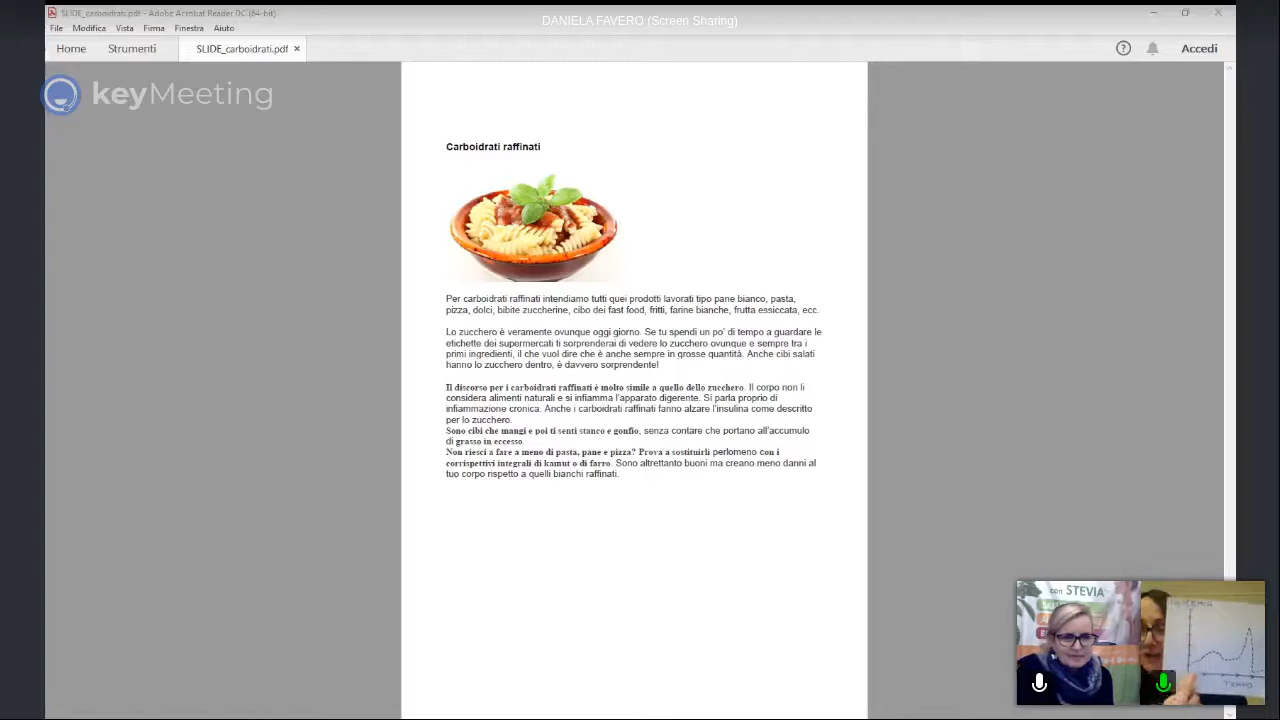 SLIDE_carboidrati.pdf - Adobe Acrobat Reader DC (64-bit)
DANIELA FAVERO (Screen Sharing)
File Modifica Vista Firma Finestra Aiuto
Home Strumenti SLIDE_carboidrati.pdf × Accedi
keyMeeting
Carboidrati raffinati
Per carboidrati raffinati intendiamo tutti quei prodotti lavorati tipo pane bianco, pasta,
pizza, dolci, bibite zuccherine, cibo dei fast food, fritti, farine bianche, frutta essiccata, ecc.
Lo zucchero è veramente ovunque oggi giorno. Se tu spendi un po' di tempo a guardare le
etichette dei supermercati ti sorprenderai di vedere lo zucchero ovunque e sempre tra i
primi ingredienti, il che vuol dire che è anche sempre in grosse quantità. Anche cibi salati
hanno lo zucchero dentro, è davvero sorprendente!
Il discorso per i carboidrati raffinati è molto simile a quello dello zucchero. Il corpo non li
considera alimenti naturali e si infiamma l'apparato digerente. Si parla proprio di
infiammazione cronica. Anche i carboidrati raffinati fanno alzare l'insulina come descritto
per lo zucchero.
Sono cibi che mangi e poi ti senti stanco e gonfio, senza contare che portano all'accumulo
di grasso in eccesso.
Non riesci a fare a meno di pasta, pane e pizza? Prova a sostituirli perlomeno con i
corrispettivi integrali di kamut o di farro. Sono altrettanto buoni ma creano meno danni al
tuo corpo rispetto a quelli bianchi raffinati.
con STEVIA
TEMPO